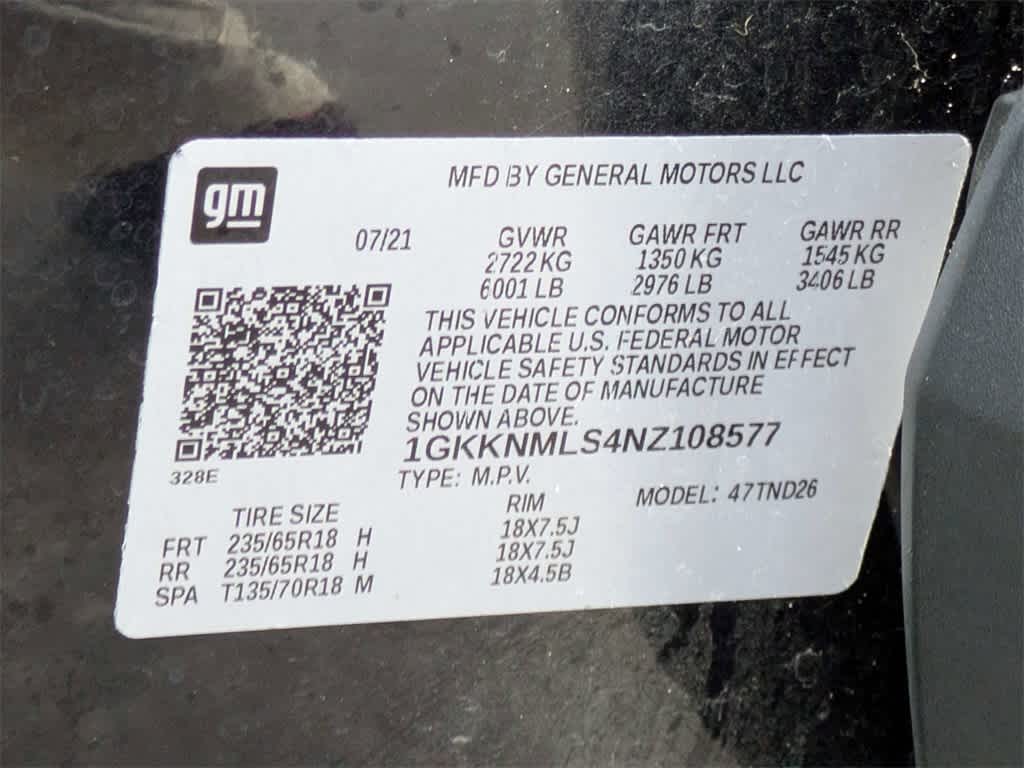 gm
MFD BY GENERAL MOTORS LLC
07/21 GVWR GAWR FRT GAWR RR
2722 KG 1350 KG 1545 KG
6001 LB 2976 LB 3406 LB
THIS VEHICLE CONFORMS TO ALL
APPLICABLE U.S. FEDERAL MOTOR
VEHICLE SAFETY STANDARDS IN EFFECT
ON THE DATE OF MANUFACTURE
SHOWN ABOVE.
1GKKNMLS4NZ108577
328E
TYPE: M.P.V. MODEL: 47TND26
TIRE SIZE RIM
FRT 235/65R18 H 18X7.5J
RR 235/65R18 H 18X7.5J
SPA T135/70R18 M 18X4.5B